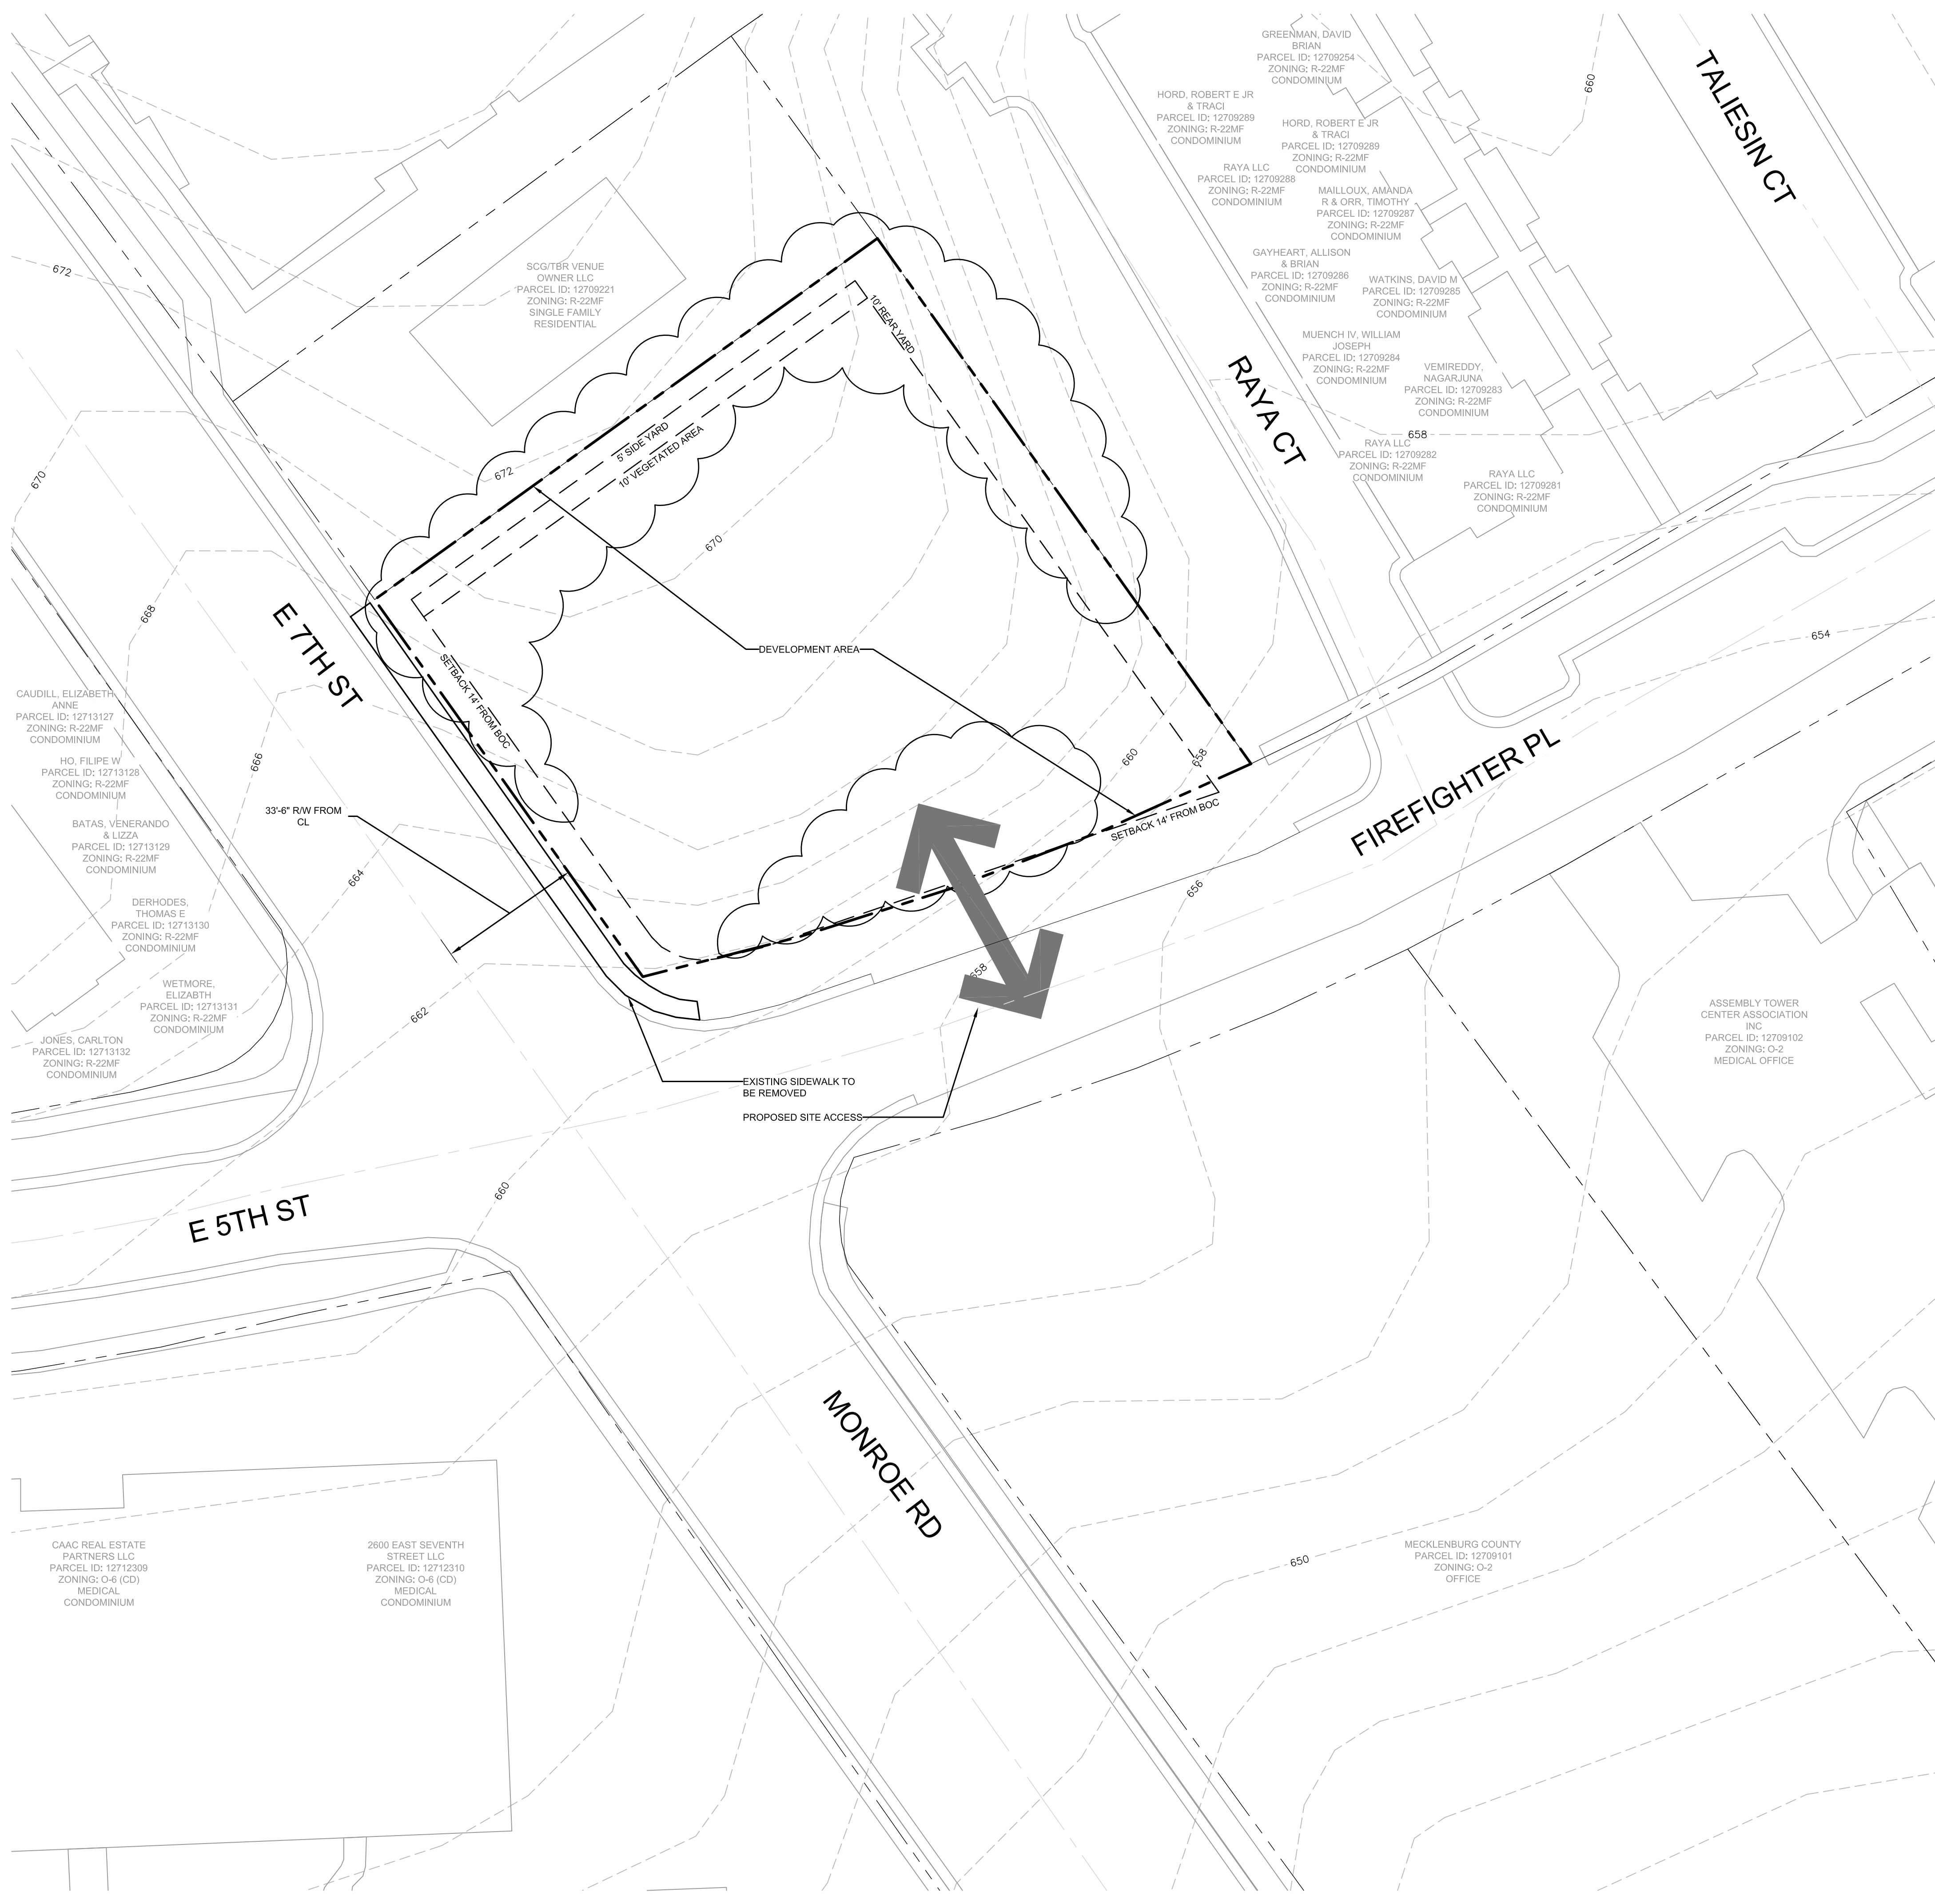 GREENMAN, DAVID
BRIAN
PARCEL ID: 12709254
ZONING: R-22MF
CONDOMINIUM
TALIESIN CT
660
HORD, ROBERT E JR
& TRACI
PARCEL ID: 12709289
ZONING: R-22MF
CONDOMINIUM
HORD, ROBERT E JR
& TRACI
PARCEL ID: 12709289
ZONING: R-22MF
CONDOMINIUM
RAYA LLC
PARCEL ID: 12709288
ZONING: R-22MF
CONDOMINIUM
MAILLOUX, AMANDA
R & ORR, TIMOTHY
PARCEL ID: 12709287
ZONING: R-22MF
CONDOMINIUM
GAYHEART, ALLISON
& BRIAN
PARCEL ID: 12709286
ZONING: R-22MF
CONDOMINIUM
WATKINS, DAVID M
PARCEL ID: 12709285
ZONING: R-22MF
CONDOMINIUM
MUENCH IV, WILLIAM
JOSEPH
PARCEL ID: 12709284
ZONING: R-22MF
CONDOMINIUM
VEMIREDDY,
NAGARJUNA
PARCEL ID: 12709283
ZONING: R-22MF
CONDOMINIUM
658
RAYA LLC
PARCEL ID: 12709282
ZONING: R-22MF
CONDOMINIUM
RAYA LLC
PARCEL ID: 12709281
ZONING: R-22MF
CONDOMINIUM
RAYA CT
672
SCG/TBR VENUE
OWNER LLC
PARCEL ID: 12709221
ZONING: R-22MF
SINGLE FAMILY
RESIDENTIAL
10' REAR YARD
5' SIDE YARD
10' VEGETATED AREA
672
670
670
668
E 7TH ST
SETBACK 14' FROM BOC
DEVELOPMENT AREA
654
660
658
SETBACK 14' FROM BOC
FIREFIGHTER PL
CAUDILL, ELIZABETH
ANNE
PARCEL ID: 12713127
ZONING: R-22MF
CONDOMINIUM
666
HO, FILIPE W
PARCEL ID: 12713128
ZONING: R-22MF
CONDOMINIUM
33'-6" R/W FROM
CL
BATAS, VENERANDO
& LIZZA
PARCEL ID: 12713129
ZONING: R-22MF
CONDOMINIUM
664
656
DERHODES,
THOMAS E
PARCEL ID: 12713130
ZONING: R-22MF
CONDOMINIUM
658
WETMORE,
ELIZABTH
PARCEL ID: 12713131
ZONING: R-22MF
CONDOMINIUM
662
JONES, CARLTON
PARCEL ID: 12713132
ZONING: R-22MF
CONDOMINIUM
ASSEMBLY TOWER
CENTER ASSOCIATION
INC
PARCEL ID: 12709102
ZONING: O-2
MEDICAL OFFICE
EXISTING SIDEWALK TO
BE REMOVED
PROPOSED SITE ACCESS
660
E 5TH ST
MONROE RD
CAAC REAL ESTATE
PARTNERS LLC
PARCEL ID: 12712309
ZONING: O-6 (CD)
MEDICAL
CONDOMINIUM
2600 EAST SEVENTH
STREET LLC
PARCEL ID: 12712310
ZONING: O-6 (CD)
MEDICAL
CONDOMINIUM
650
MECKLENBURG COUNTY
PARCEL ID: 12709101
ZONING: O-2
OFFICE